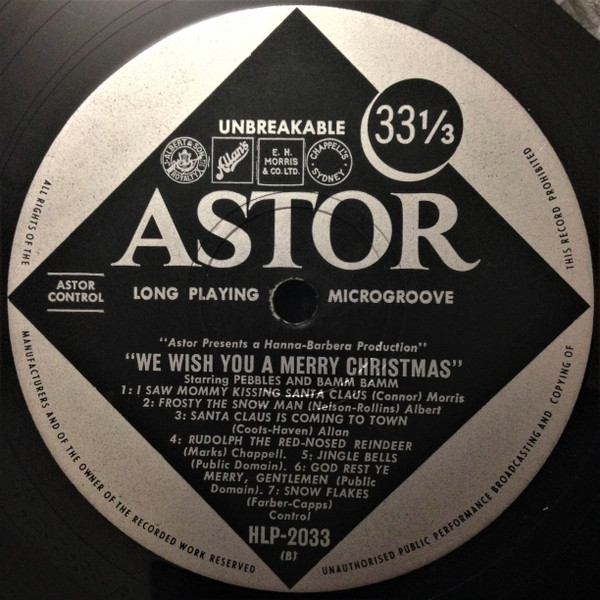 UNBREAKABLE
33 1/3
J. ALBERT & SON
ROYALTY
Allan's
E. H.
MORRIS
& CO. LTD.
CHAPPELL'S
SYDNEY
ASTOR
ASTOR
CONTROL
LONG PLAYING MICROGROOVE
"Astor Presents a Hanna-Barbera Production"
"WE WISH YOU A MERRY CHRISTMAS"
Starring PEBBLES AND BAMM BAMM
1: I SAW MOMMY KISSING SANTA CLAUS (Connor) Morris
2: FROSTY THE SNOW MAN (Nelson-Rollins) Albert
3: SANTA CLAUS IS COMING TO TOWN
(Coots-Haven) Allan
4: RUDOLPH THE RED-NOSED REINDEER
(Marks) Chappell. 5: JINGLE BELLS
(Public Domain). 6: GOD REST YE
MERRY, GENTLEMEN (Public
Domain). 7: SNOW FLAKES
(Farber-Capps)
Control
HLP-2033
(B)
ALL RIGHTS OF THE
MANUFACTURERS AND OF THE OWNER OF THE RECORDED WORK RESERVED
UNAUTHORISED PUBLIC PERFORMANCE BROADCASTING AND COPYING OF
THIS RECORD PROHIBITED